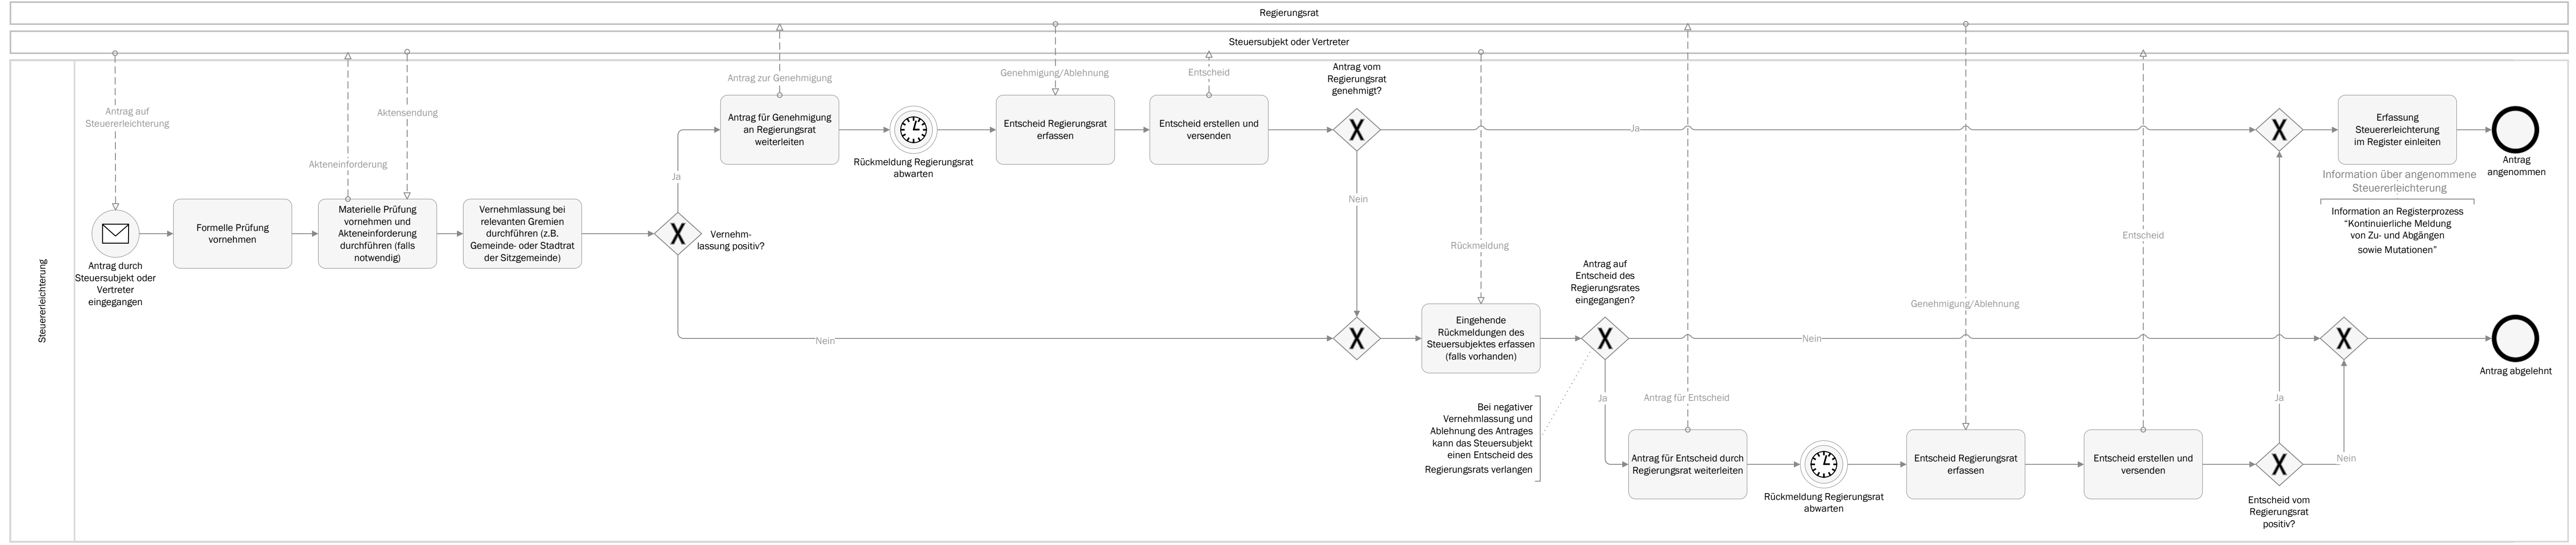 Regierungsrat
Steuersubjekt oder Vertreter
Steuererleichterung
Antrag auf
Steuererleichterung
Antrag durch
Steuersubjekt oder
Vertreter
eingegangen
Formelle Prüfung
vornehmen
Akteneinforderung
Aktensendung
Materielle Prüfung
vornehmen und
Akteneinforderung
durchführen (falls
notwendig)
Vernehmlassung bei
relevanten Gremien
durchführen (z.B.
Gemeinde- oder Stadtrat
der Sitzgemeinde)
Vernehm-
lassung positiv?
Ja
Nein
Antrag zur Genehmigung
Antrag für Genehmigung
an Regierungsrat
weiterleiten
Rückmeldung Regierungsrat
abwarten
Genehmigung/Ablehnung
Entscheid Regierungsrat
erfassen
Entscheid
Entscheid erstellen und
versenden
Antrag vom
Regierungsrat
genehmigt?
Ja
Nein
Rückmeldung
Eingehende
Rückmeldungen des
Steuersubjektes erfassen
(falls vorhanden)
Antrag auf
Entscheid des
Regierungsrates
eingegangen?
Nein
Ja
Bei negativer
Vernehmlassung und
Ablehnung des Antrages
kann das Steuersubjekt
einen Entscheid des
Regierungsrats verlangen
Antrag für Entscheid
Antrag für Entscheid durch
Regierungsrat weiterleiten
Rückmeldung Regierungsrat
abwarten
Genehmigung/Ablehnung
Entscheid Regierungsrat
erfassen
Entscheid
Entscheid erstellen und
versenden
Entscheid vom
Regierungsrat
positiv?
Ja
Nein
Erfassung
Steuererleichterung
im Register einleiten
Information über angenommene
Steuererleichterung
Information an Registerprozess
“Kontinuierliche Meldung
von Zu- und Abgängen
sowie Mutationen”
Antrag
angenommen
Antrag abgelehnt